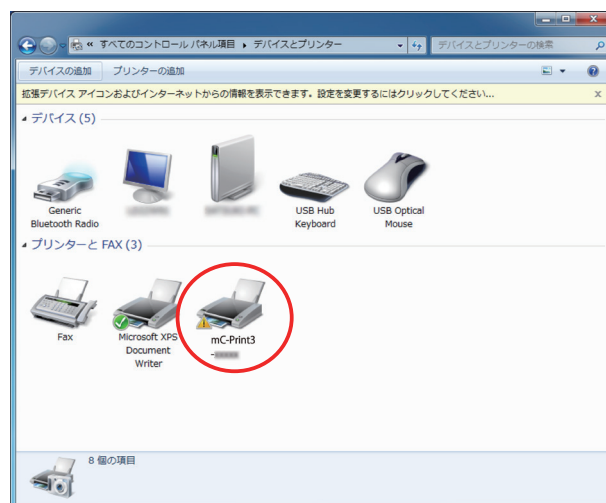 « すべてのコントロール パネル項目 ▸ デバイスとプリンター
デバイスとプリンターの検索
デバイスの追加 プリンターの追加
拡張デバイス アイコンおよびインターネットからの情報を表示できます。設定を変更するにはクリックしてください...
デバイス (5)
Generic
Bluetooth Radio
USB Hub
Keyboard
USB Optical
Mouse
プリンターと FAX (3)
Fax
Microsoft XPS
Document
Writer
mC-Print3
-
8 個の項目